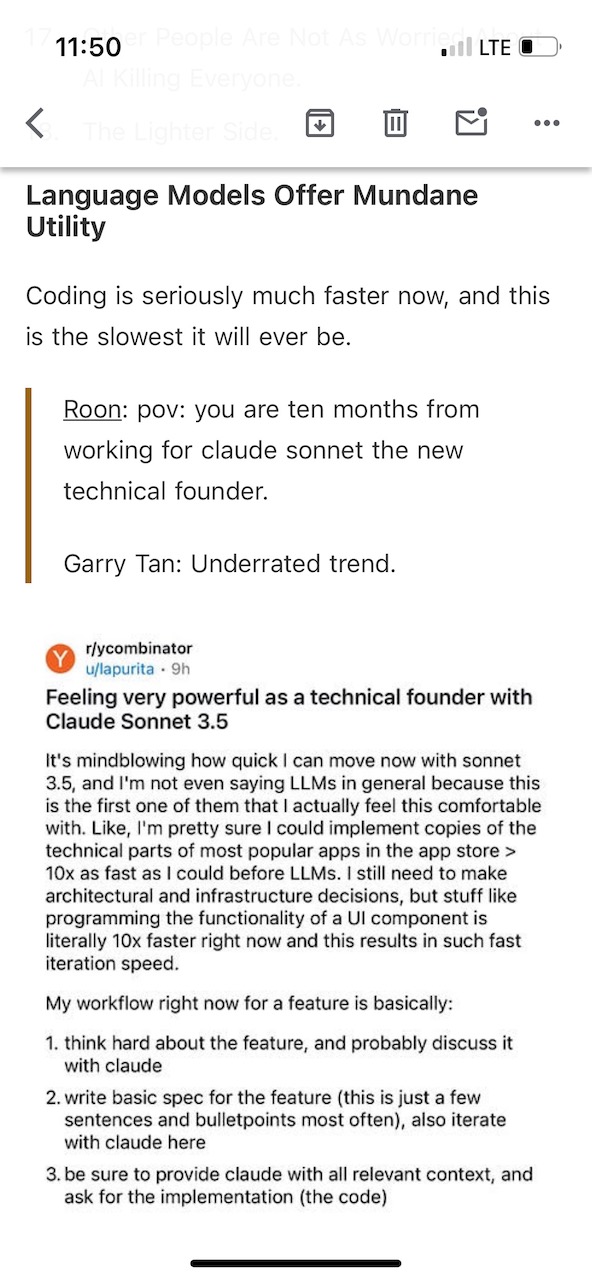 17. Other People Are Not As Worried About
11:50
LTE
AI Killing Everyone.
The Lighter Side.
Language Models Offer Mundane
Utility
Coding is seriously much faster now, and this
is the slowest it will ever be.
Roon: pov: you are ten months from
working for claude sonnet the new
technical founder.
Garry Tan: Underrated trend.
Y
r/ycombinator
u/lapurita · 9h
Feeling very powerful as a technical founder with
Claude Sonnet 3.5
It's mindblowing how quick I can move now with sonnet
3.5, and I'm not even saying LLMs in general because this
is the first one of them that I actually feel this comfortable
with. Like, I'm pretty sure I could implement copies of the
technical parts of most popular apps in the app store >
10x as fast as I could before LLMs. I still need to make
architectural and infrastructure decisions, but stuff like
programming the functionality of a UI component is
literally 10x faster right now and this results in such fast
iteration speed.
My workflow right now for a feature is basically:
1. think hard about the feature, and probably discuss it
with claude
2. write basic spec for the feature (this is just a few
sentences and bulletpoints most often), also iterate
with claude here
3. be sure to provide claude with all relevant context, and
ask for the implementation (the code)